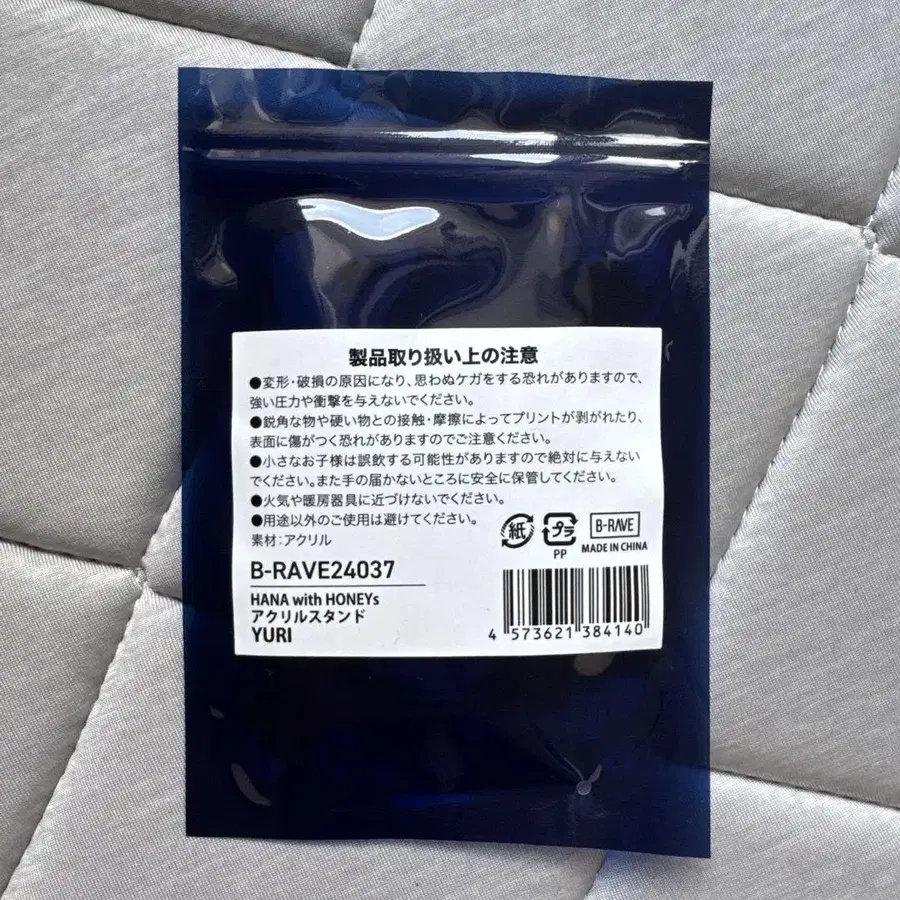 製品取り扱い上の注意
●変形・破損の原因になり、思わぬケガをする恐れがありますので、
強い圧力や衝撃を与えないでください。
●鋭角な物や硬い物との接触・摩擦によってプリントが剥がれたり、
表面に傷がつく恐れがありますのでご注意ください。
●小さなお子様は誤飲する可能性がありますので絶対に与えない
でください。また手の届かないところに安全に保管してください。
●火気や暖房器具に近づけないでください。
●用途以外のご使用は避けてください。
素材:アクリル
紙
プラ
PP
B-RAVE
MADE IN CHINA
B-RAVE24037
HANA with HONEYs
アクリルスタンド
YURI
4 573621 384140